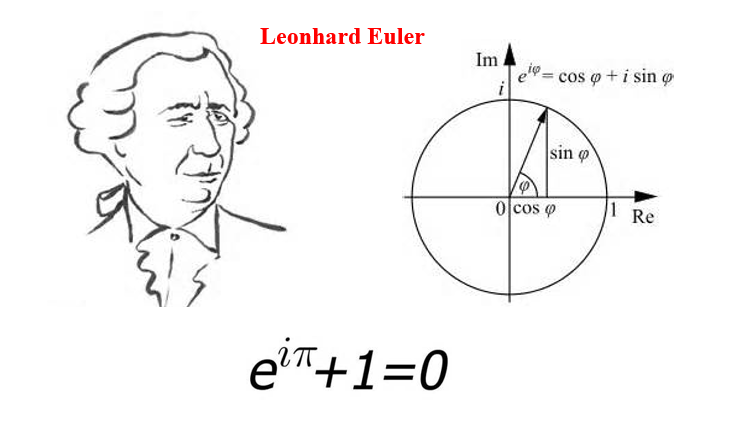 Leonhard Euler
Im
e^{iφ} = cos φ + i sin φ
i
sin φ
φ
0 cos φ
1
Re
e^{iπ}+1=0